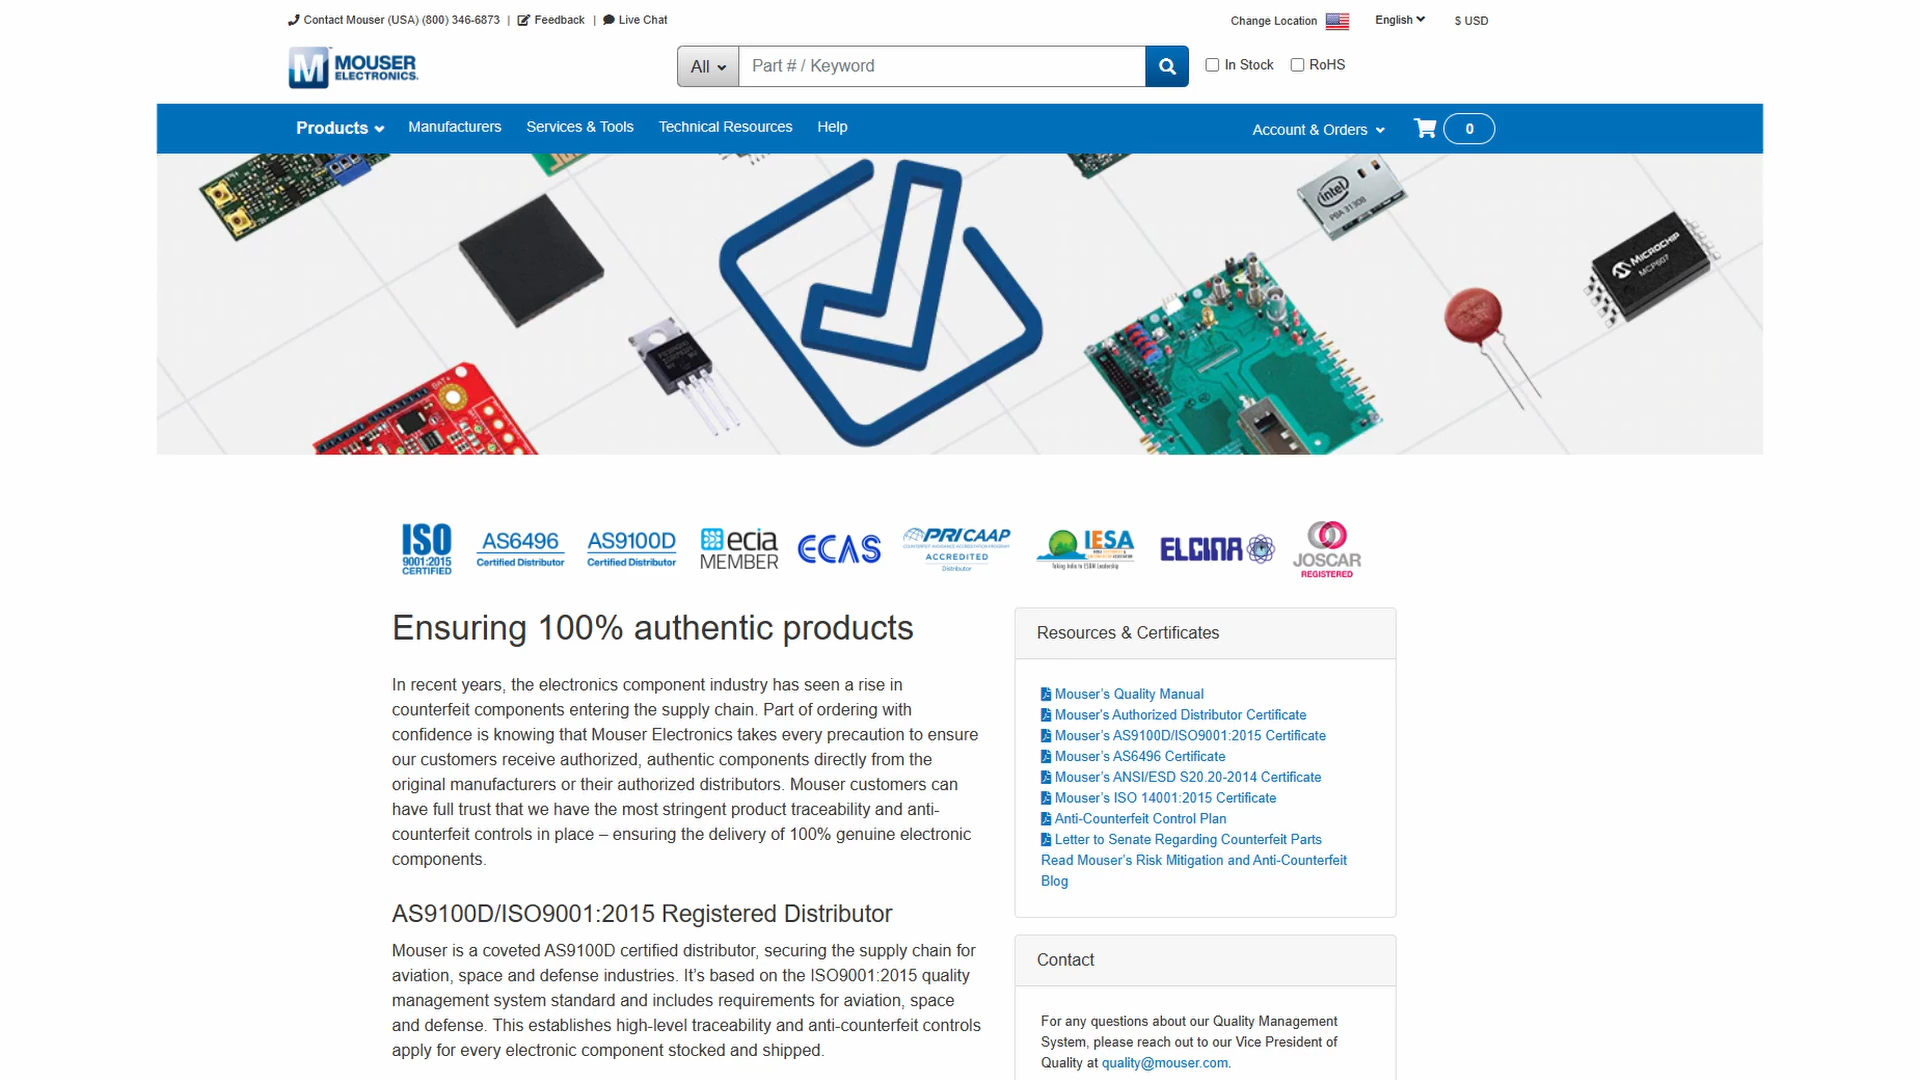 Contact Mouser (USA) (800) 346-6873 | Feedback | Live Chat
Change Location English $ USD
M MOUSER ELECTRONICS.
All Part # / Keyword In Stock RoHS
Products Manufacturers Services & Tools Technical Resources Help Account & Orders 0
intel
PBA 31308
MICROCHIP
MCP607
BAT+
ISO 9001:2015 CERTIFIED
AS6496 Certified Distributor
AS9100D Certified Distributor
ecia MEMBER
ECAS
PRI CAAP
COUNTERFEIT AVOIDANCE ACCREDITATION PROGRAM
ACCREDITED
Distributor
IESA
Taking India to ESDM Leadership
ELCINA
JOSCAR
REGISTERED
Ensuring 100% authentic products
In recent years, the electronics component industry has seen a rise in
counterfeit components entering the supply chain. Part of ordering with
confidence is knowing that Mouser Electronics takes every precaution to ensure
our customers receive authorized, authentic components directly from the
original manufacturers or their authorized distributors. Mouser customers can
have full trust that we have the most stringent product traceability and anti-
counterfeit controls in place – ensuring the delivery of 100% genuine electronic
components.
AS9100D/ISO9001:2015 Registered Distributor
Mouser is a coveted AS9100D certified distributor, securing the supply chain for
aviation, space and defense industries. It’s based on the ISO9001:2015 quality
management system standard and includes requirements for aviation, space
and defense. This establishes high-level traceability and anti-counterfeit controls
apply for every electronic component stocked and shipped.
Resources & Certificates
Mouser’s Quality Manual
Mouser’s Authorized Distributor Certificate
Mouser’s AS9100D/ISO9001:2015 Certificate
Mouser’s AS6496 Certificate
Mouser’s ANSI/ESD S20.20-2014 Certificate
Mouser’s ISO 14001:2015 Certificate
Anti-Counterfeit Control Plan
Letter to Senate Regarding Counterfeit Parts
Read Mouser’s Risk Mitigation and Anti-Counterfeit
Blog
Contact
For any questions about our Quality Management
System, please reach out to our Vice President of
Quality at quality@mouser.com.